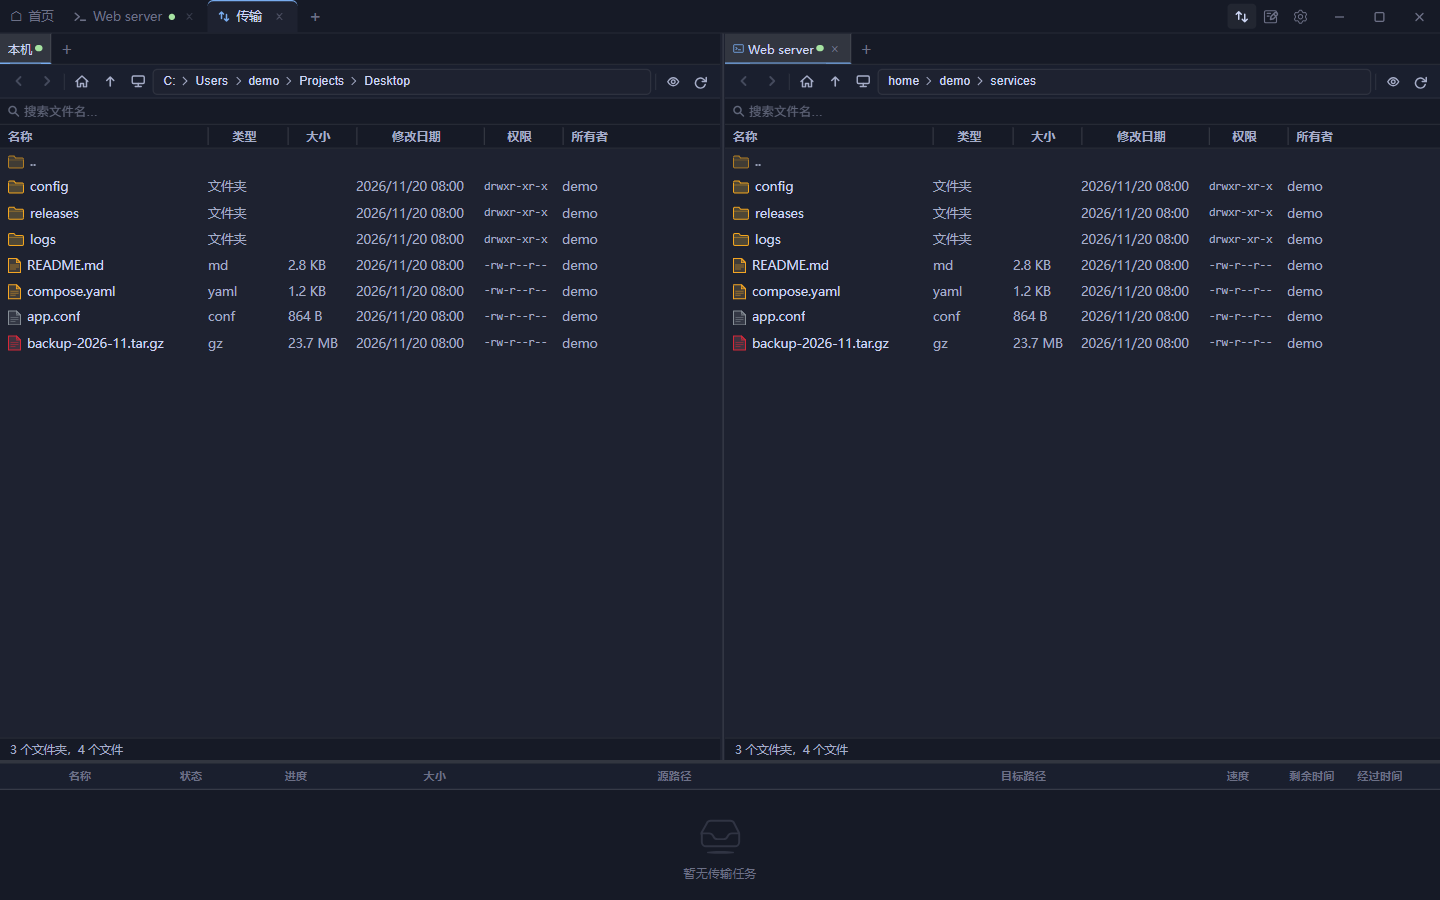 首页 Web server 传输
本机
C: Users demo Projects Desktop
搜索文件名...
名称 类型 大小 修改日期 权限 所有者
..
config 文件夹 2026/11/20 08:00 drwxr-xr-x demo
releases 文件夹 2026/11/20 08:00 drwxr-xr-x demo
logs 文件夹 2026/11/20 08:00 drwxr-xr-x demo
README.md md 2.8 KB 2026/11/20 08:00 -rw-r--r-- demo
compose.yaml yaml 1.2 KB 2026/11/20 08:00 -rw-r--r-- demo
app.conf conf 864 B 2026/11/20 08:00 -rw-r--r-- demo
backup-2026-11.tar.gz gz 23.7 MB 2026/11/20 08:00 -rw-r--r-- demo
3 个文件夹, 4 个文件
Web server
home demo services
搜索文件名...
名称 类型 大小 修改日期 权限 所有者
..
config 文件夹 2026/11/20 08:00 drwxr-xr-x demo
releases 文件夹 2026/11/20 08:00 drwxr-xr-x demo
logs 文件夹 2026/11/20 08:00 drwxr-xr-x demo
README.md md 2.8 KB 2026/11/20 08:00 -rw-r--r-- demo
compose.yaml yaml 1.2 KB 2026/11/20 08:00 -rw-r--r-- demo
app.conf conf 864 B 2026/11/20 08:00 -rw-r--r-- demo
backup-2026-11.tar.gz gz 23.7 MB 2026/11/20 08:00 -rw-r--r-- demo
3 个文件夹, 4 个文件
名称 状态 进度 大小 源路径 目标路径 速度 剩余时间 经过时间
暂无传输任务